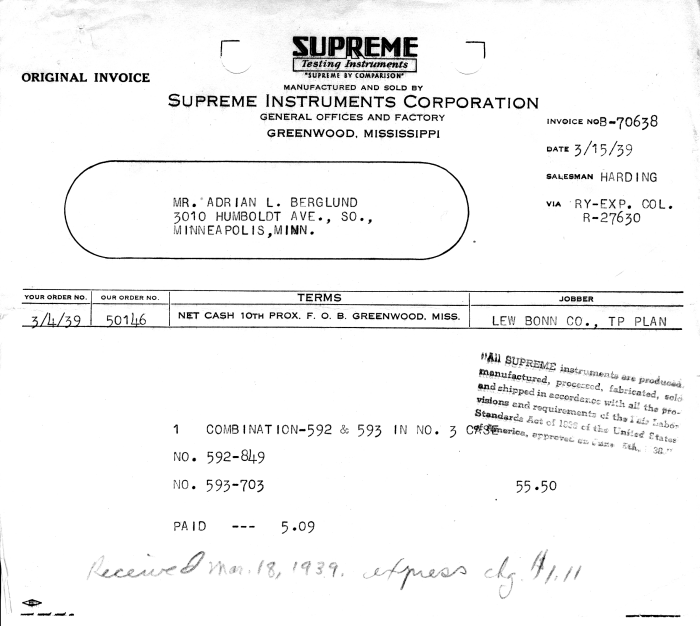 SUPREME
Testing Instruments
"SUPREME BY COMPARISON"
ORIGINAL INVOICE
MANUFACTURED AND SOLD BY
SUPREME INSTRUMENTS CORPORATION
GENERAL OFFICES AND FACTORY
GREENWOOD, MISSISSIPPI
INVOICE NO B-70638
DATE 3/15/39
SALESMAN HARDING
VIA RY-EXP. COL.
R-27630
MR. ADRIAN L. BERGLUND
3010 HUMBOLDT AVE., SO.,
MINNEAPOLIS, MINN.
YOUR ORDER NO. OUR ORDER NO. TERMS JOBBER
3/4/39 50146 NET CASH 10TH PROX. F. O. B. GREENWOOD, MISS. LEW BONN CO., TP PLAN
"All SUPREME instruments are produced,
manufactured, processed, fabricated, sold
and shipped in accordance with all the pro-
visions and requirements of the Fair Labor
Standards Act of 1938 of the United States
of America, approved on June 38."
1 COMBINATION-592 & 593 IN NO. 3 CASE
NO. 592-849
NO. 593-703 55.50
PAID --- 5.09
Received Mar. 18, 1939. express chg. $1.11